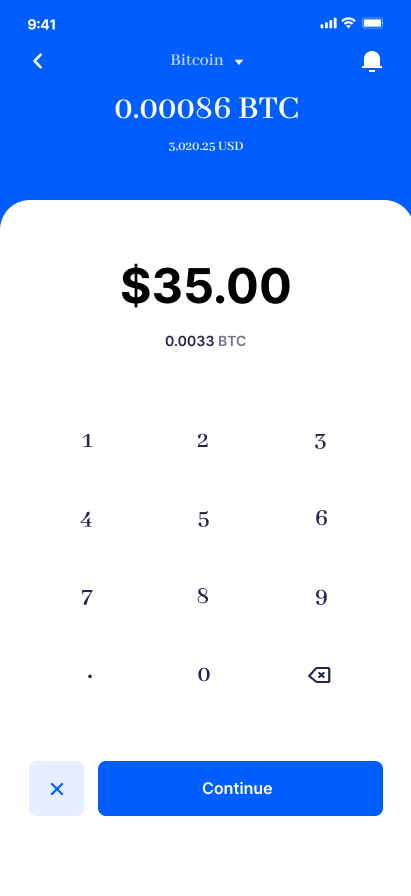 9:41
Bitcoin
0.00086 BTC
3,020.25 USD
$35.00
0.0033 BTC
1 2 3
4 5 6
7 8 9
. 0
Continue